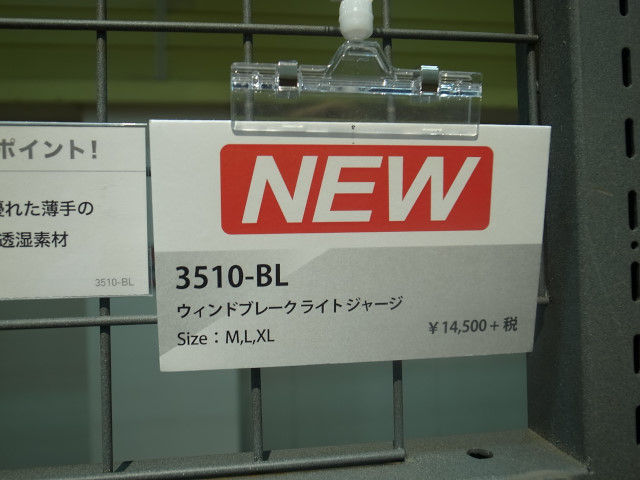 ポイント!
れた薄手の
透湿素材
3510-BL
NEW
3510-BL
ウィンドブレークライトジャージ
Size：M,L,XL
￥14,500+税